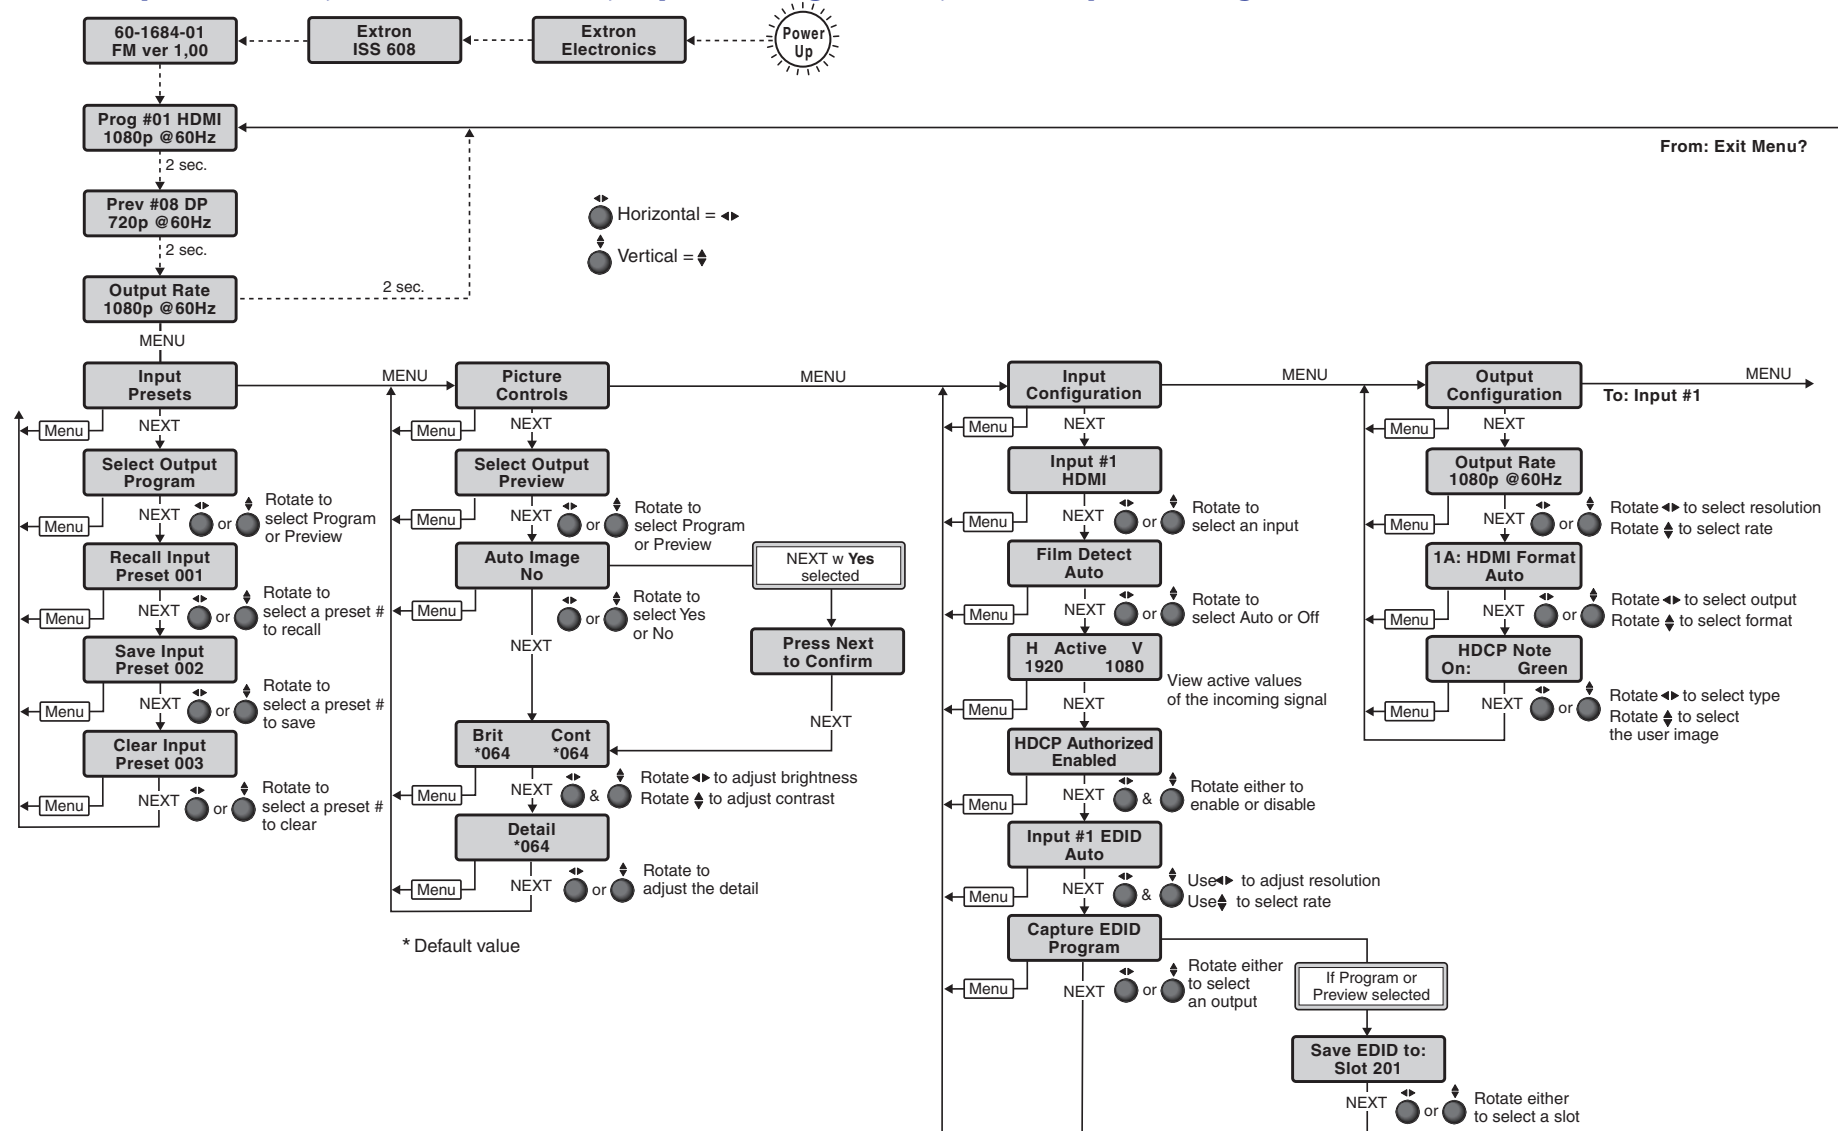 60-1684-01
FM ver 1,00
Extron
ISS 608
Extron
Electronics
Power
Up
Prog #01 HDMI
1080p @60Hz
From: Exit Menu?
2 sec.
Prev #08 DP
720p @60Hz
Horizontal =
2 sec.
Vertical =
Output Rate
1080p @60Hz
2 sec.
MENU
Input
Presets
Menu
NEXT
Select Output
Program
Menu
NEXT
or
Rotate to
select Program
or Preview
Recall Input
Preset 001
Menu
NEXT
or
Rotate to
select a preset #
to recall
Save Input
Preset 002
Menu
NEXT
or
Rotate to
select a preset #
to save
Clear Input
Preset 003
Menu
NEXT
or
Rotate to
select a preset #
to clear
MENU
Picture
Controls
Menu
NEXT
Select Output
Preview
Menu
NEXT
or
Rotate to
select Program
or Preview
Auto Image
No
Menu
NEXT
or
Rotate to
select Yes
or No
NEXT w Yes
selected
Press Next
to Confirm
NEXT
Brit Cont
*064 *064
Menu
NEXT
&
Rotate to adjust brightness
Rotate to adjust contrast
Detail
*064
Menu
NEXT
or
Rotate to
adjust the detail
* Default value
MENU
Input
Configuration
Menu
NEXT
Input #1
HDMI
Menu
NEXT
or
Rotate to
select an input
Film Detect
Auto
Menu
NEXT
or
Rotate to
select Auto or Off
H Active V
1920 1080
Menu
NEXT
View active values
of the incoming signal
HDCP Authorized
Enabled
Menu
NEXT
&
Rotate either to
enable or disable
Input #1 EDID
Auto
Menu
NEXT
&
Use to adjust resolution
Use to select rate
Capture EDID
Program
Menu
NEXT
or
Rotate either
to select
an output
If Program or
Preview selected
Save EDID to:
Slot 201
NEXT
or
Rotate either
to select a slot
MENU
Output
Configuration
MENU
To: Input #1
Menu
NEXT
Output Rate
1080p @60Hz
Menu
NEXT
or
Rotate to select resolution
Rotate to select rate
1A: HDMI Format
Auto
Menu
NEXT
or
Rotate to select output
Rotate to select format
HDCP Note
On: Green
Menu
NEXT
or
Rotate to select type
Rotate to select
the user image